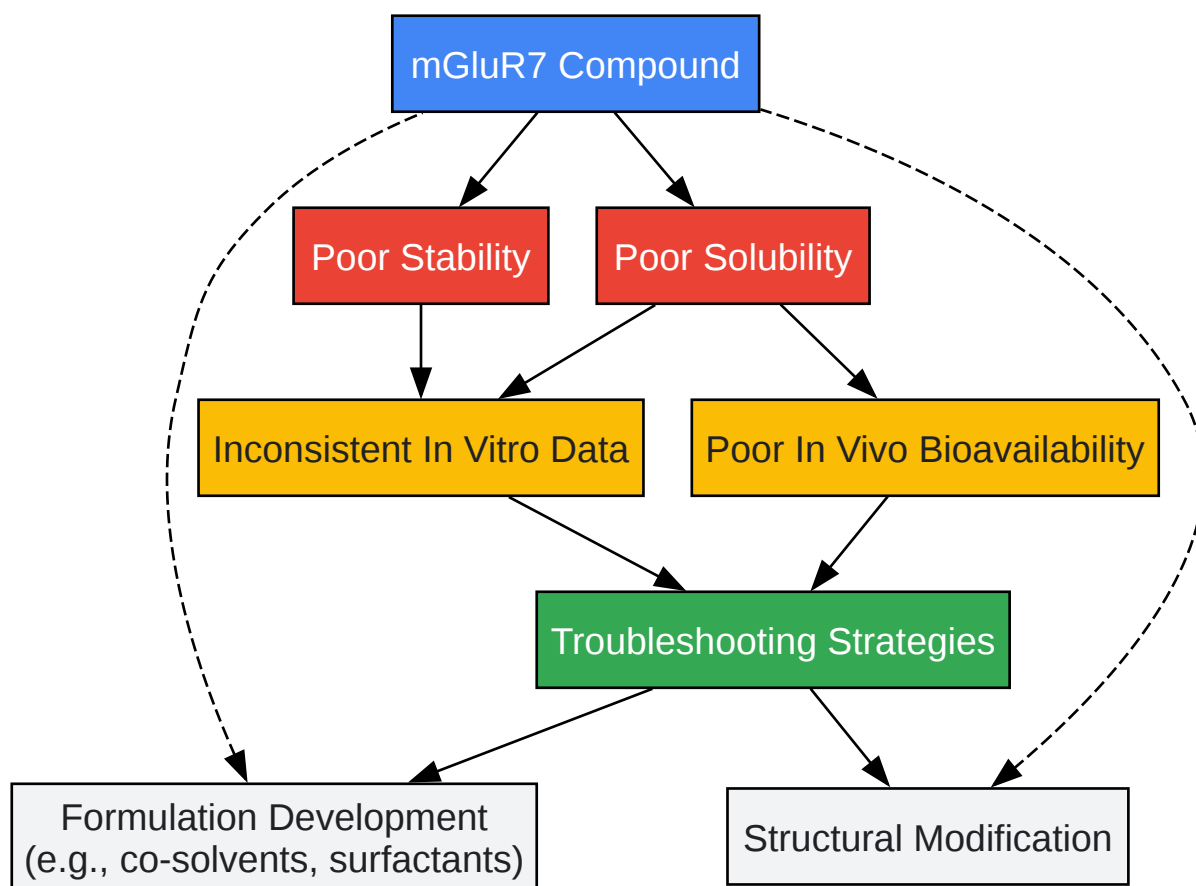 mGluR7 Compound
Poor Stability
Poor Solubility
Inconsistent In Vitro Data
Poor In Vivo Bioavailability
Troubleshooting Strategies
Formulation Development
(e.g., co-solvents, surfactants)
Structural Modification